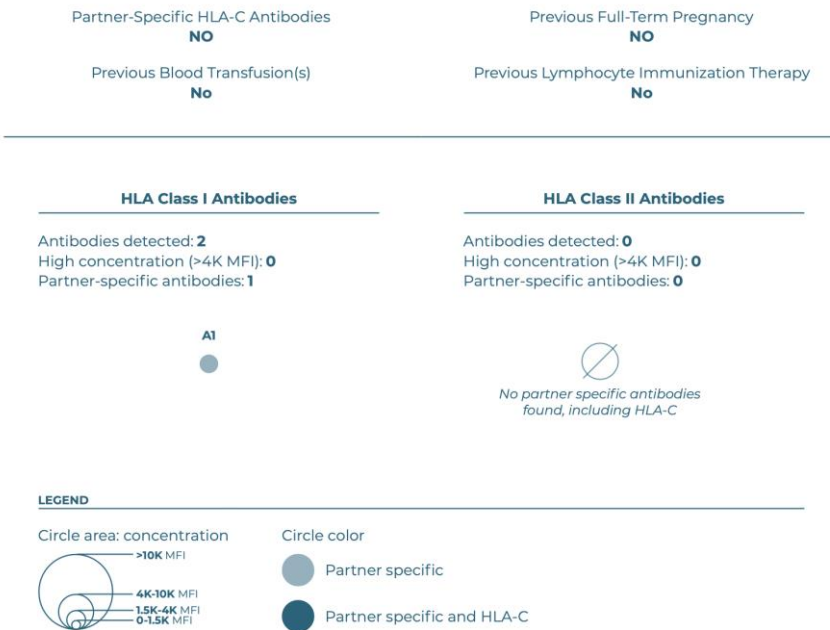 Partner-Specific HLA-C Antibodies
NO
Previous Full-Term Pregnancy
NO
Previous Blood Transfusion(s)
No
Previous Lymphocyte Immunization Therapy
No
HLA Class I Antibodies
Antibodies detected: 2
High concentration (>4K MFI): 0
Partner-specific antibodies: 1
A1
HLA Class II Antibodies
Antibodies detected: 0
High concentration (>4K MFI): 0
Partner-specific antibodies: 0
No partner specific antibodies
found, including HLA-C
LEGEND
Circle area: concentration
>10K MFI
4K-10K MFI
1.5K-4K MFI
0-1.5K MFI
Circle color
Partner specific
Partner specific and HLA-C